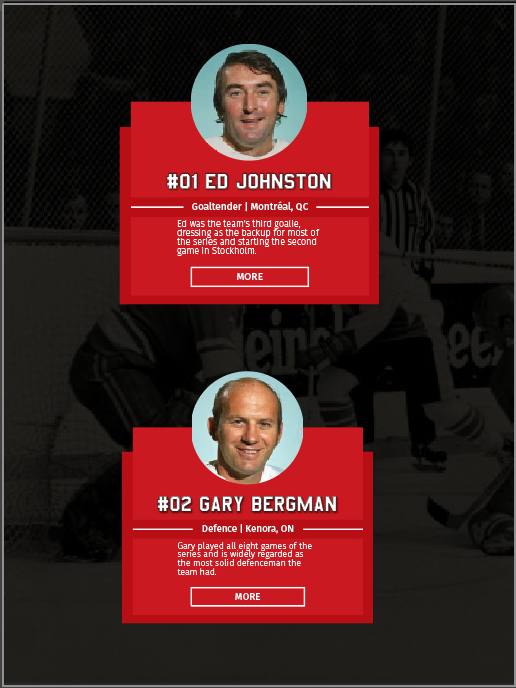 #01 ED JOHNSTON
Goaltender | Montréal, QC
Ed was the team's third goalie,
dressing as the backup for most of
the series and starting the second
game in Stockholm.
MORE
#02 GARY BERGMAN
Defence | Kenora, ON
Gary played all eight games of the
series and is widely regarded as
the most solid defenceman the
team had.
MORE